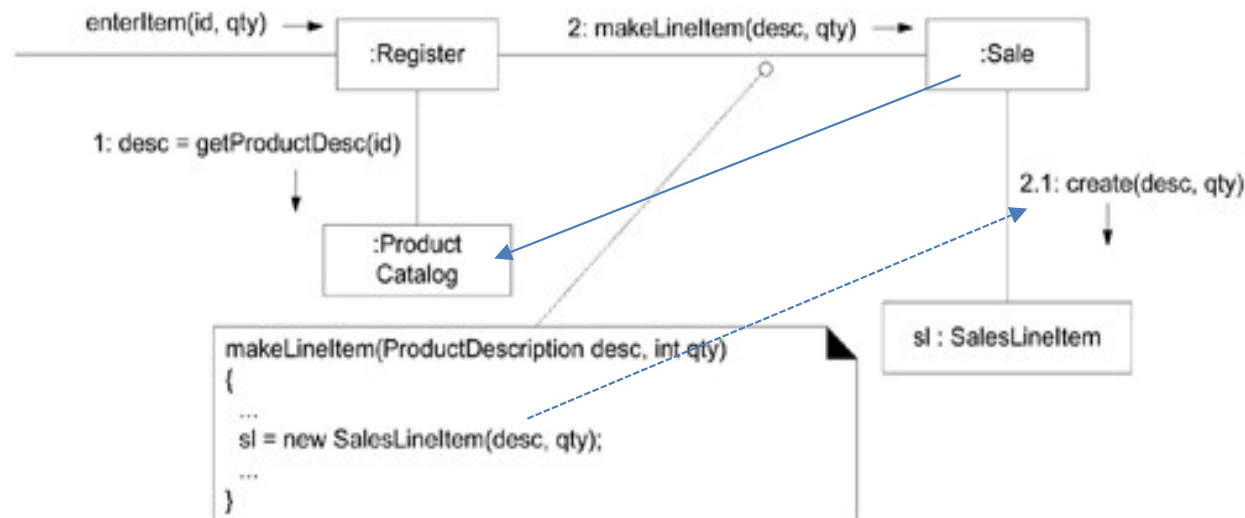 enterItem(id, qty)
2: makeLineItem(desc, qty)
:Register
:Sale
1: desc = getProductDesc(id)
2.1: create(desc, qty)
:Product
Catalog
sl : SalesLineItem
makeLineItem(ProductDescription desc, int qty)
{
...
sl = new SalesLineItem(desc, qty);
...
}